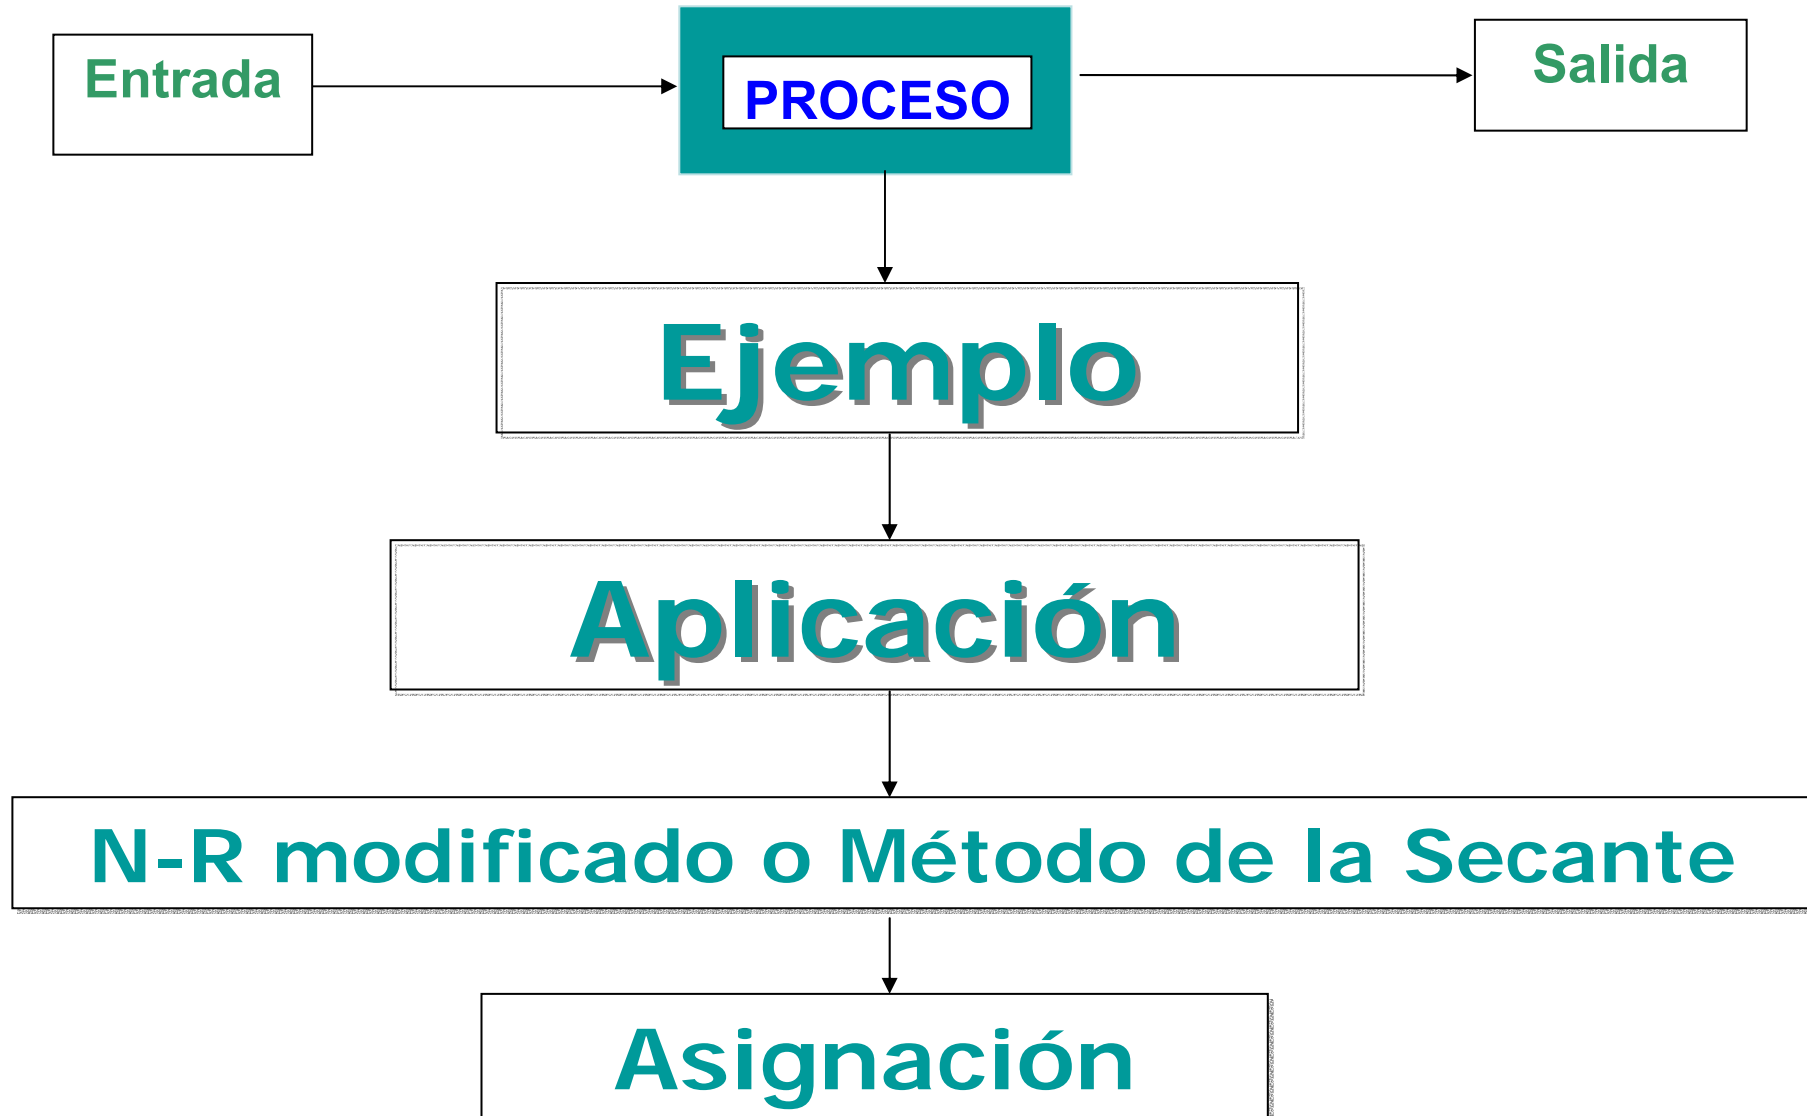 Entrada
PROCESO
Salida
Ejemplo
Aplicación
N-R modificado o Método de la Secante
Asignación